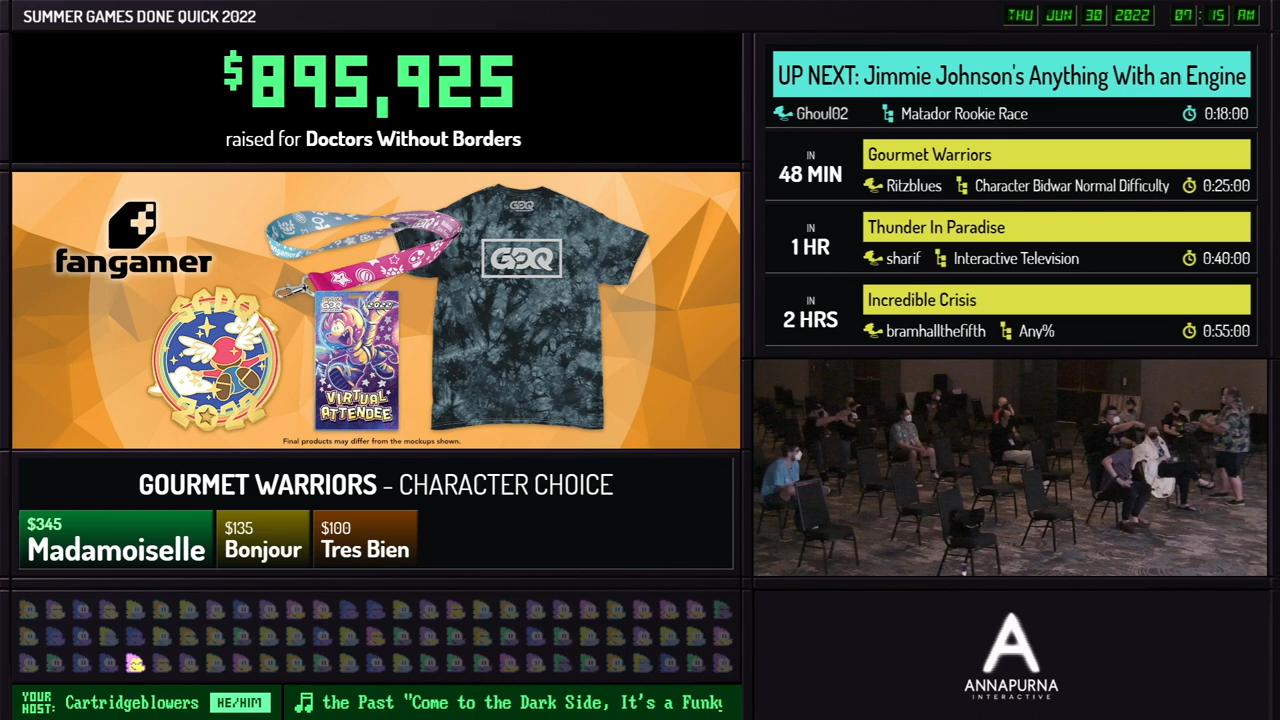 SUMMER GAMES DONE QUICK 2022
THU JUN 30 2022 07:15 AM
$895,925
raised for Doctors Without Borders
fangamer
SGDQ
2022
GDQ
2022
VIRTUAL
ATTENDEE
GDQ
GDQ
Final products may differ from the mockups shown.
GOURMET WARRIORS - CHARACTER CHOICE
$345
Madamoiselle
$135
Bonjour
$100
Tres Bien
YOUR HOST: Cartridgeblowers HE/HIM
the Past "Come to the Dark Side, It's a Funky
UP NEXT: Jimmie Johnson's Anything With an Engine
Ghoul02 Matador Rookie Race 0:18:00
IN
48 MIN
Gourmet Warriors
Ritzblues Character Bidwar Normal Difficulty 0:25:00
IN
1 HR
Thunder In Paradise
sharif Interactive Television 0:40:00
IN
2 HRS
Incredible Crisis
bramhallthefifth Any% 0:55:00
A
ANNAPURNA
INTERACTIVE